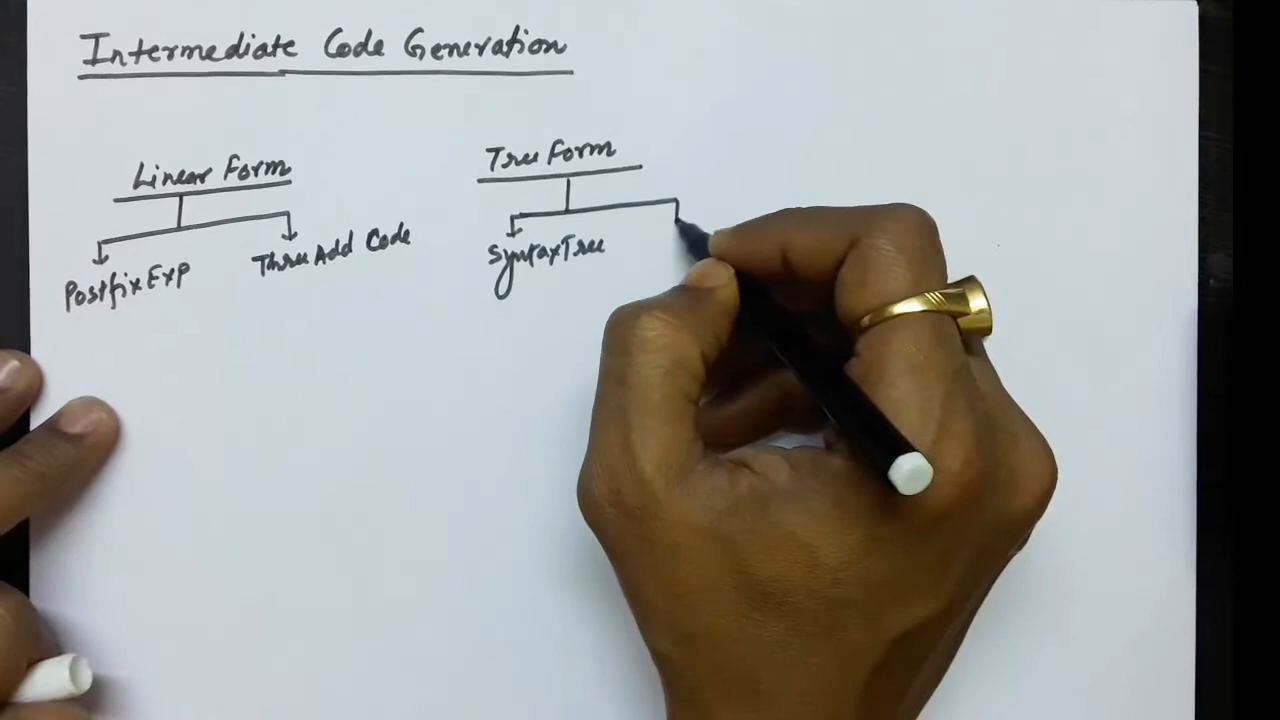 Intermediate Code Generation
Linear Form
Tree Form
Postfix Exp
Three Add Code
Syntax Tree